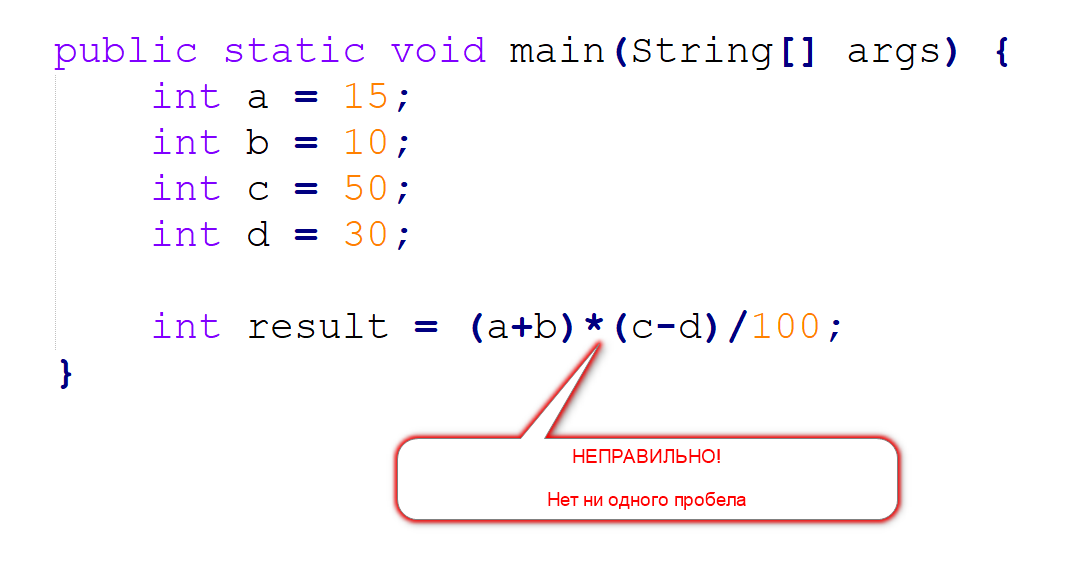 public static void main(String[] args) {
int a = 15;
int b = 10;
int c = 50;
int d = 30;
int result = (a+b)*(c-d)/100;
}
НЕПРАВИЛЬНО!
Нет ни одного пробела